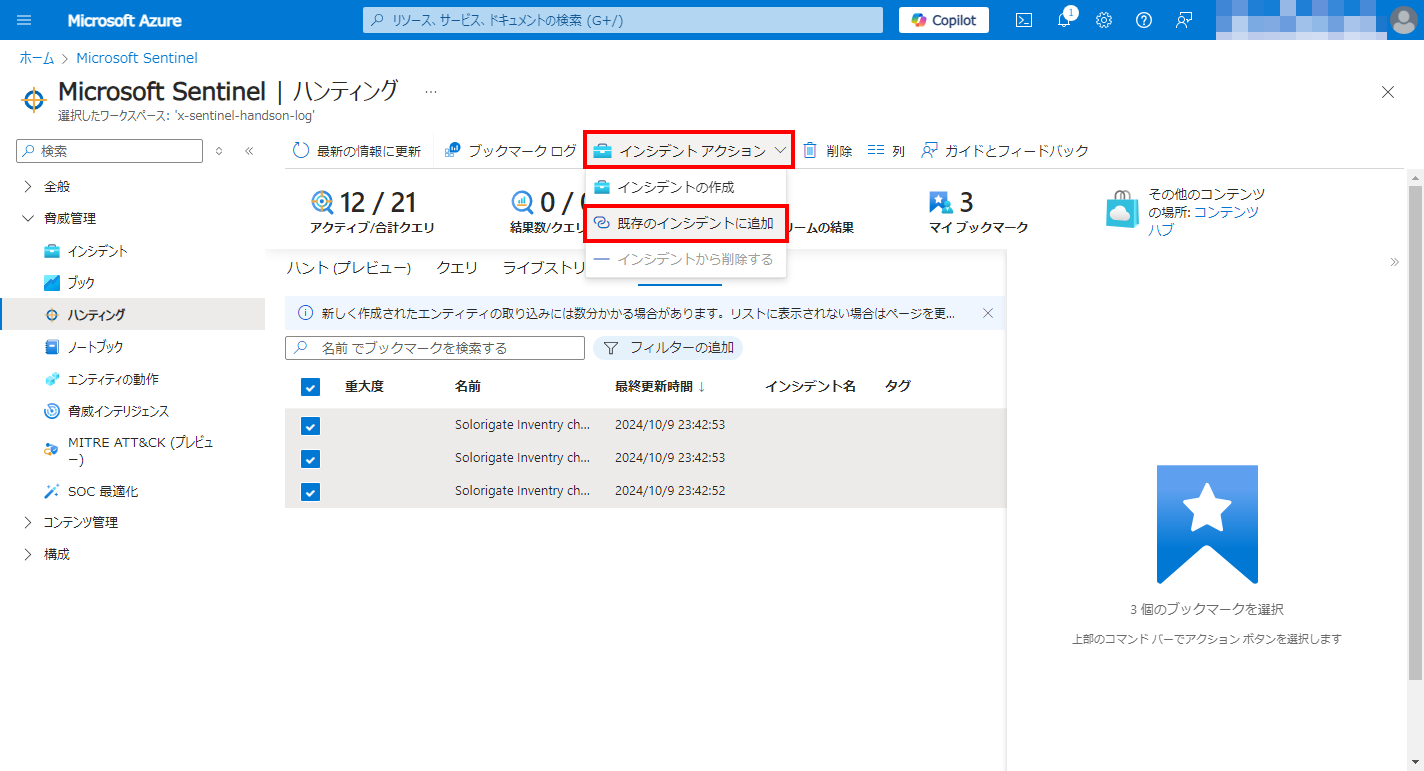 Microsoft Azure
リソース、サービス、ドキュメントの検索 (G+/)
Copilot
1
ホーム > Microsoft Sentinel
Microsoft Sentinel | ハンティング ...
選択したワークスペース: 'x-sentinel-handson-log'
検索
最新の情報に更新
ブックマーク ログ
インシデント アクション
削除
列
ガイドとフィードバック
インシデントの作成
既存のインシデントに追加
インシデントから削除する
全般
脅威管理
インシデント
ブック
ハンティング
ノートブック
エンティティの動作
脅威インテリジェンス
MITRE ATT&CK (プレビュ
ー)
SOC 最適化
コンテンツ管理
構成
12 / 21
アクティブ/合計クエリ
0 /
結果数/クエリ
リームの結果
3
マイ ブックマーク
その他のコンテンツ
の場所: コンテンツ
ハブ
ハント (プレビュー)
クエリ
ライブストリ
新しく作成されたエンティティの取り込みには数分かかる場合があります。リストに表示されない場合はページを更...
名前 でブックマークを検索する
フィルターの追加
重大度 名前 最終更新時間 ↓ インシデント名 タグ
Solorigate Inventry ch... 2024/10/9 23:42:53
Solorigate Inventry ch... 2024/10/9 23:42:53
Solorigate Inventry ch... 2024/10/9 23:42:52
3 個のブックマークを選択
上部のコマンド バーでアクション ボタンを選択します